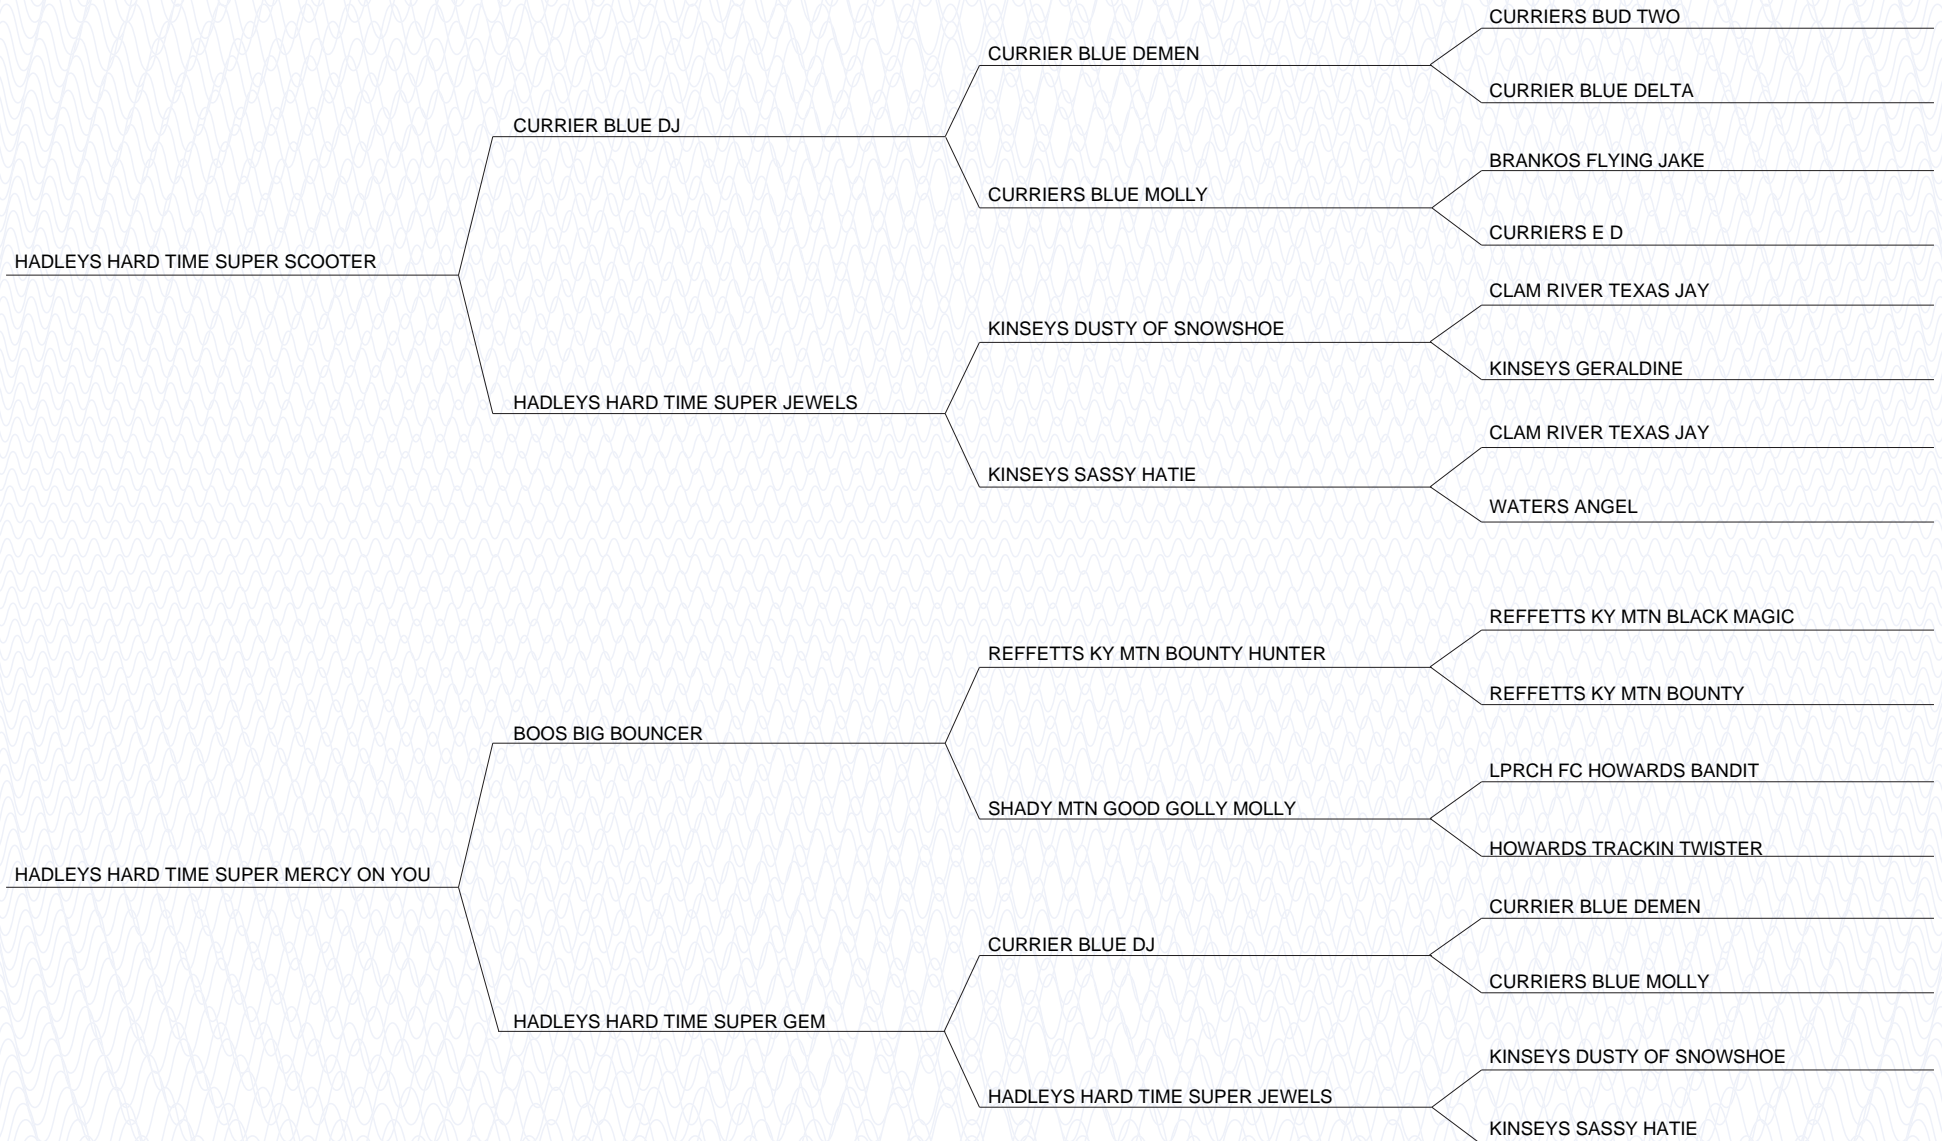 CURRIERS BUD TWO
CURRIER BLUE DEMEN
CURRIER BLUE DELTA
CURRIER BLUE DJ
BRANKOS FLYING JAKE
CURRIERS BLUE MOLLY
CURRIERS E D
HADLEYS HARD TIME SUPER SCOOTER
CLAM RIVER TEXAS JAY
KINSEYS DUSTY OF SNOWSHOE
KINSEYS GERALDINE
HADLEYS HARD TIME SUPER JEWELS
CLAM RIVER TEXAS JAY
KINSEYS SASSY HATIE
WATERS ANGEL
REFFETTS KY MTN BLACK MAGIC
REFFETTS KY MTN BOUNTY HUNTER
REFFETTS KY MTN BOUNTY
BOOS BIG BOUNCER
LPRCH FC HOWARDS BANDIT
SHADY MTN GOOD GOLLY MOLLY
HOWARDS TRACKIN TWISTER
HADLEYS HARD TIME SUPER MERCY ON YOU
CURRIER BLUE DEMEN
CURRIER BLUE DJ
CURRIERS BLUE MOLLY
HADLEYS HARD TIME SUPER GEM
KINSEYS DUSTY OF SNOWSHOE
HADLEYS HARD TIME SUPER JEWELS
KINSEYS SASSY HATIE